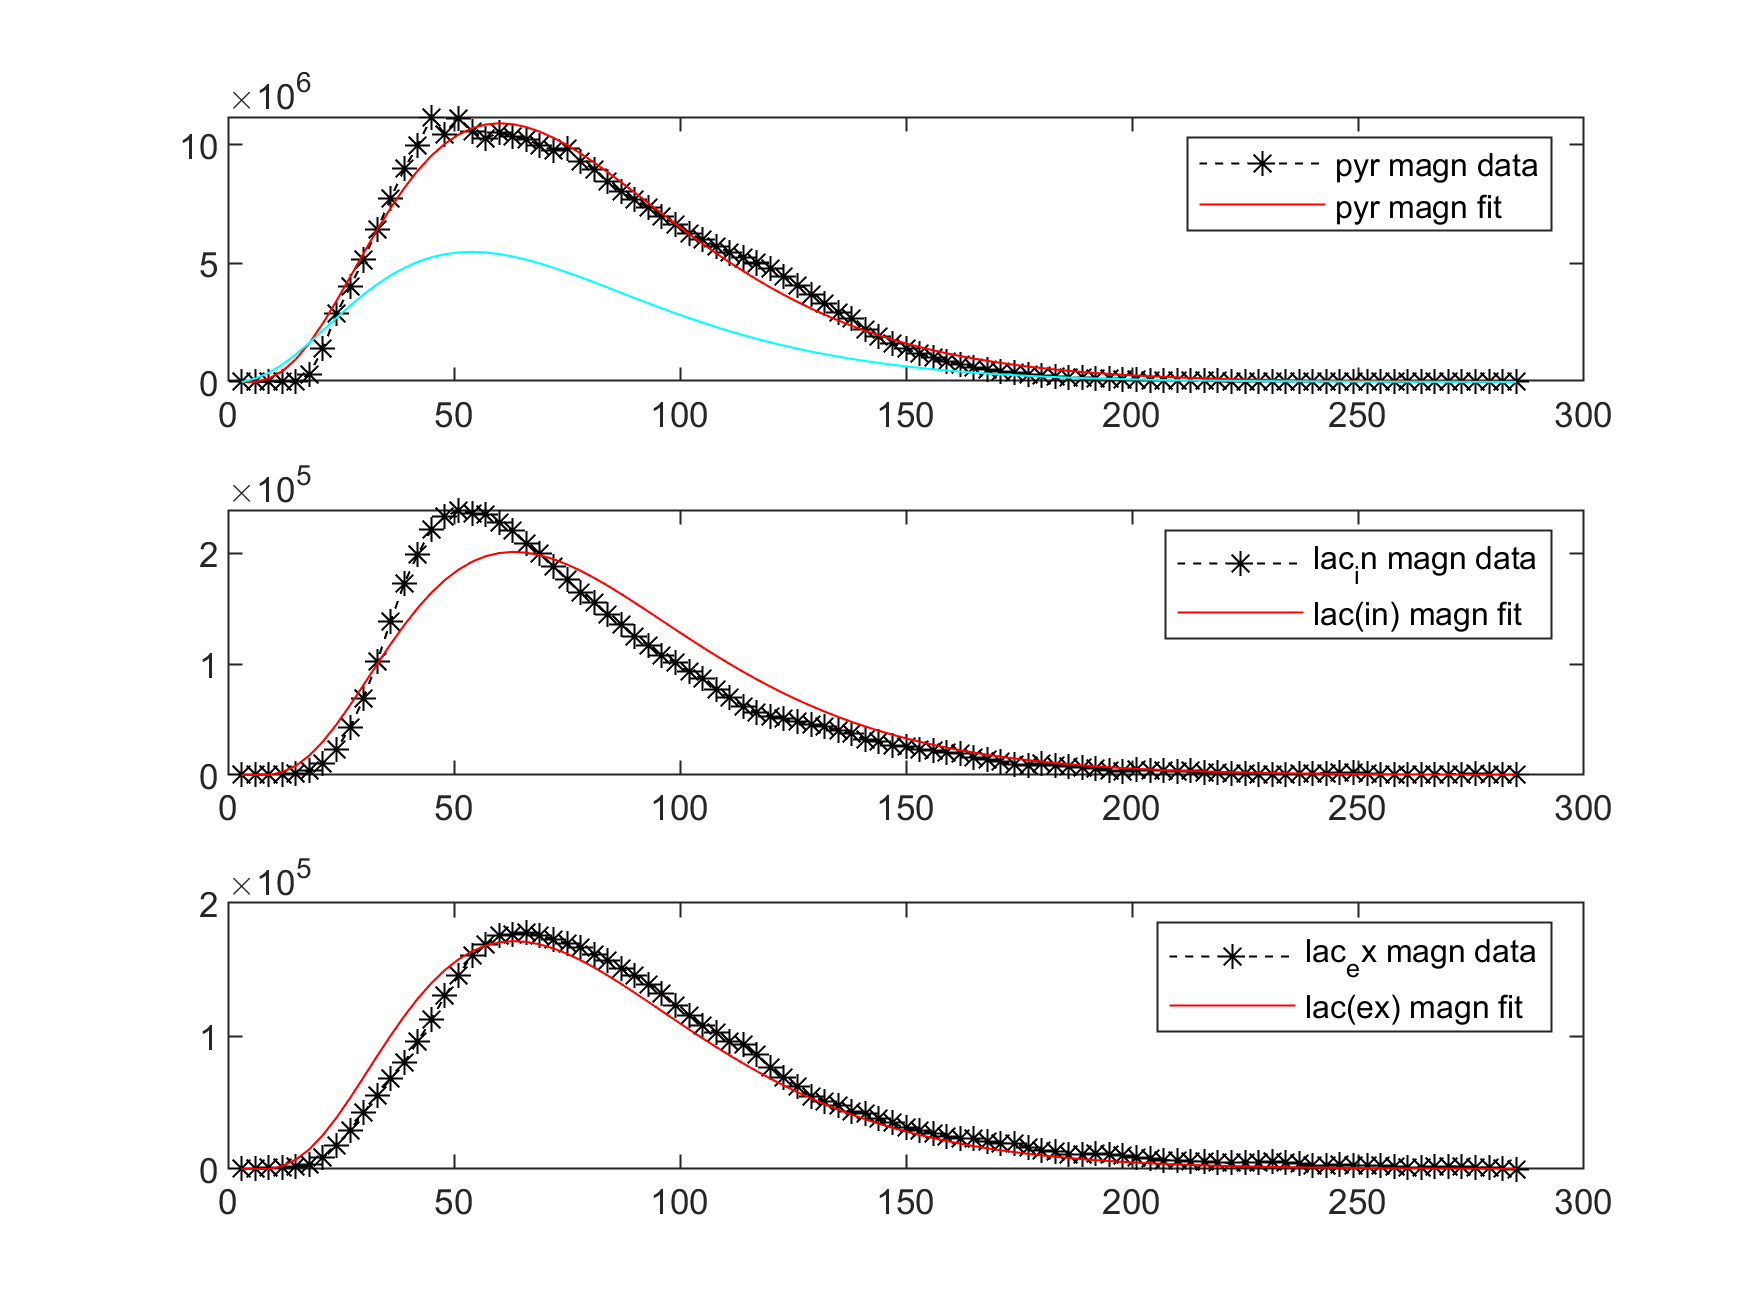 ×10^6
10
5
0
0 50 100 150 200 250 300
pyr magn data
pyr magn fit
×10^5
2
1
0
0 50 100 150 200 250 300
lac_in magn data
lac(in) magn fit
×10^5
2
1
0
0 50 100 150 200 250 300
lac_ex magn data
lac(ex) magn fit